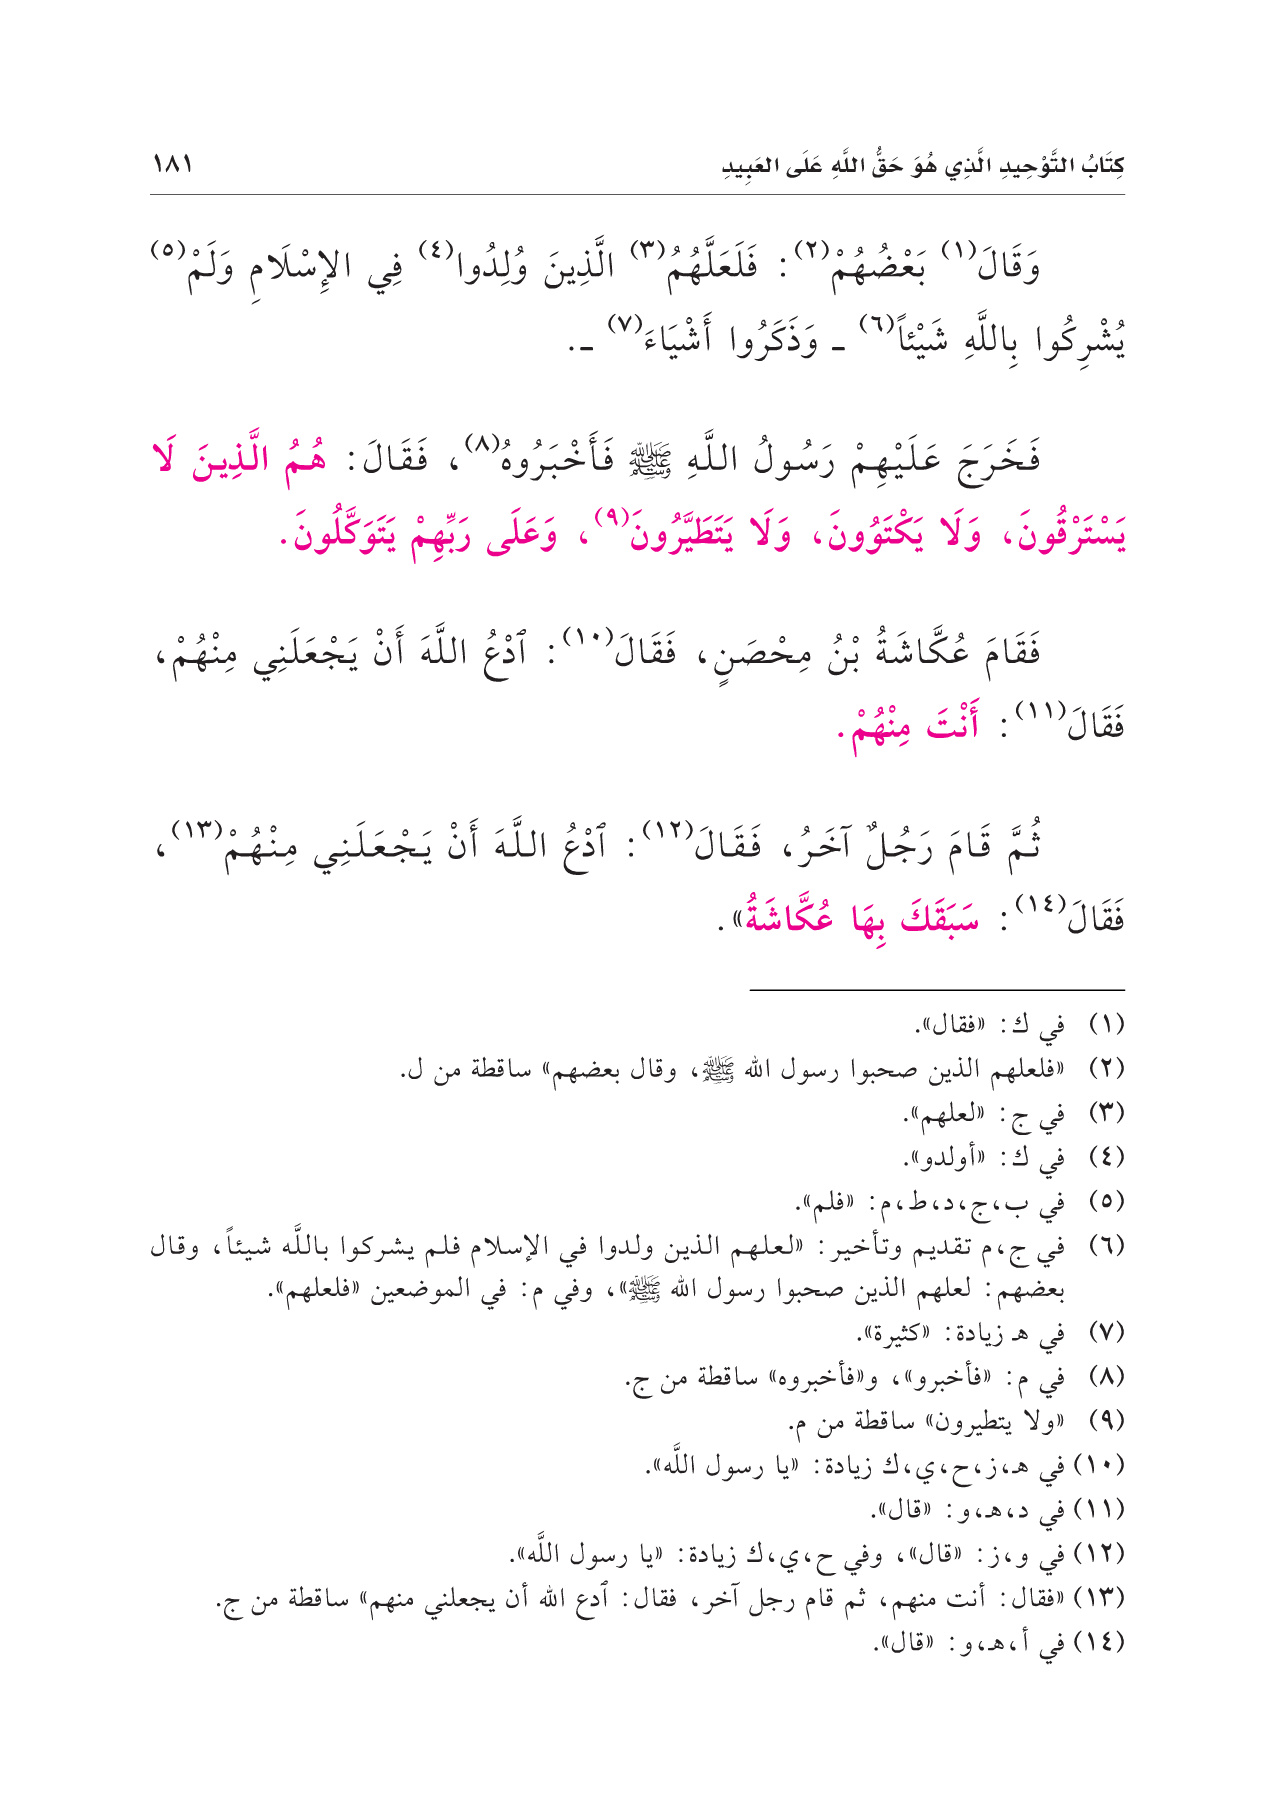 كِتَابُ التَّوْحِيدِ الَّذِي هُوَ حَقُّ اللَّهِ عَلَى العَبِيدِ ١٨١
وَقَالَ(١) بَعْضُهُمْ(٢): فَلَعَلَّهُمُ(٣) الَّذِينَ وُلِدُوا(٤) فِي الإِسْلَامِ وَلَمْ(٥)
يُشْرِكُوا بِاللَّهِ شَيْئاً(٦) ـ وَذَكَرُوا أَشْيَاءَ(٧) ـ.
فَخَرَجَ عَلَيْهِمْ رَسُولُ اللَّهِ ﷺ فَأَخْبَرُوهُ(٨)، فَقَالَ: هُمُ الَّذِينَ لَا
يَسْتَرْقُونَ، وَلَا يَكْتَوُونَ، وَلَا يَتَطَيَّرُونَ(٩)، وَعَلَى رَبِّهِمْ يَتَوَكَّلُونَ.
فَقَامَ عُكَّاشَةُ بْنُ مِحْصَنٍ، فَقَالَ(١٠): ٱدْعُ اللَّهَ أَنْ يَجْعَلَنِي مِنْهُمْ،
فَقَالَ(١١): أَنْتَ مِنْهُمْ.
ثُمَّ قَامَ رَجُلٌ آخَرُ، فَقَالَ(١٢): ٱدْعُ اللَّهَ أَنْ يَجْعَلَنِي مِنْهُمْ(١٣)،
فَقَالَ(١٤): سَبَقَكَ بِهَا عُكَّاشَةُ».
(١) في ك: «فقال».
(٢) «فلعلهم الذين صحبوا رسول الله ﷺ، وقال بعضهم» ساقطة من ل.
(٣) في ج: «لعلهم».
(٤) في ك: «أولدو».
(٥) في ب،ج،د،ط،م: «فلم».
(٦) في ج،م تقديم وتأخير: «لعلهم الذين ولدوا في الإسلام فلم يشركوا باللَّه شيئاً، وقال
بعضهم: لعلهم الذين صحبوا رسول الله ﷺ»، وفي م: في الموضعين «فلعلهم».
(٧) في هـ زيادة: «كثيرة».
(٨) في م: «فأخبرو»، و«فأخبروه» ساقطة من ج.
(٩) «ولا يتطيرون» ساقطة من م.
(١٠) في هـ،ز،ح،ي،ك زيادة: «يا رسول اللَّه».
(١١) في د،هـ،و: «قال».
(١٢) في و،ز: «قال»، وفي ح،ي،ك زيادة: «يا رسول اللَّه».
(١٣) «فقال: أنت منهم، ثم قام رجل آخر، فقال: ٱدع الله أن يجعلني منهم» ساقطة من ج.
(١٤) في أ،هـ،و: «قال».